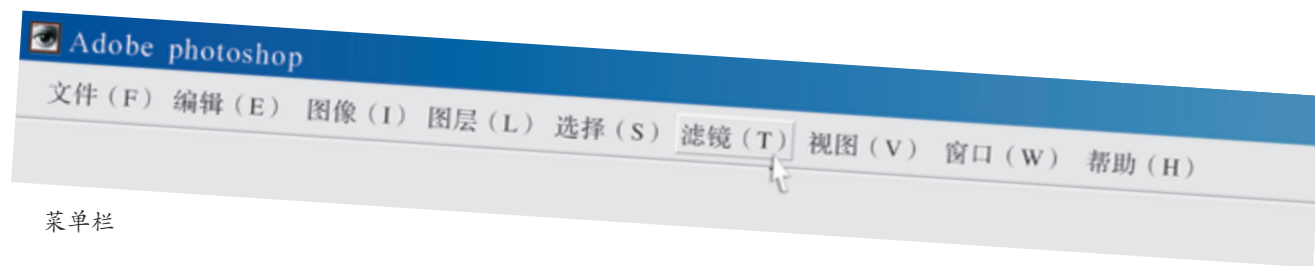 Adobe photoshop
文件（F） 编辑（E） 图像（I） 图层（L） 选择（S） 滤镜（T） 视图（V） 窗口（W） 帮助（H）
菜单栏